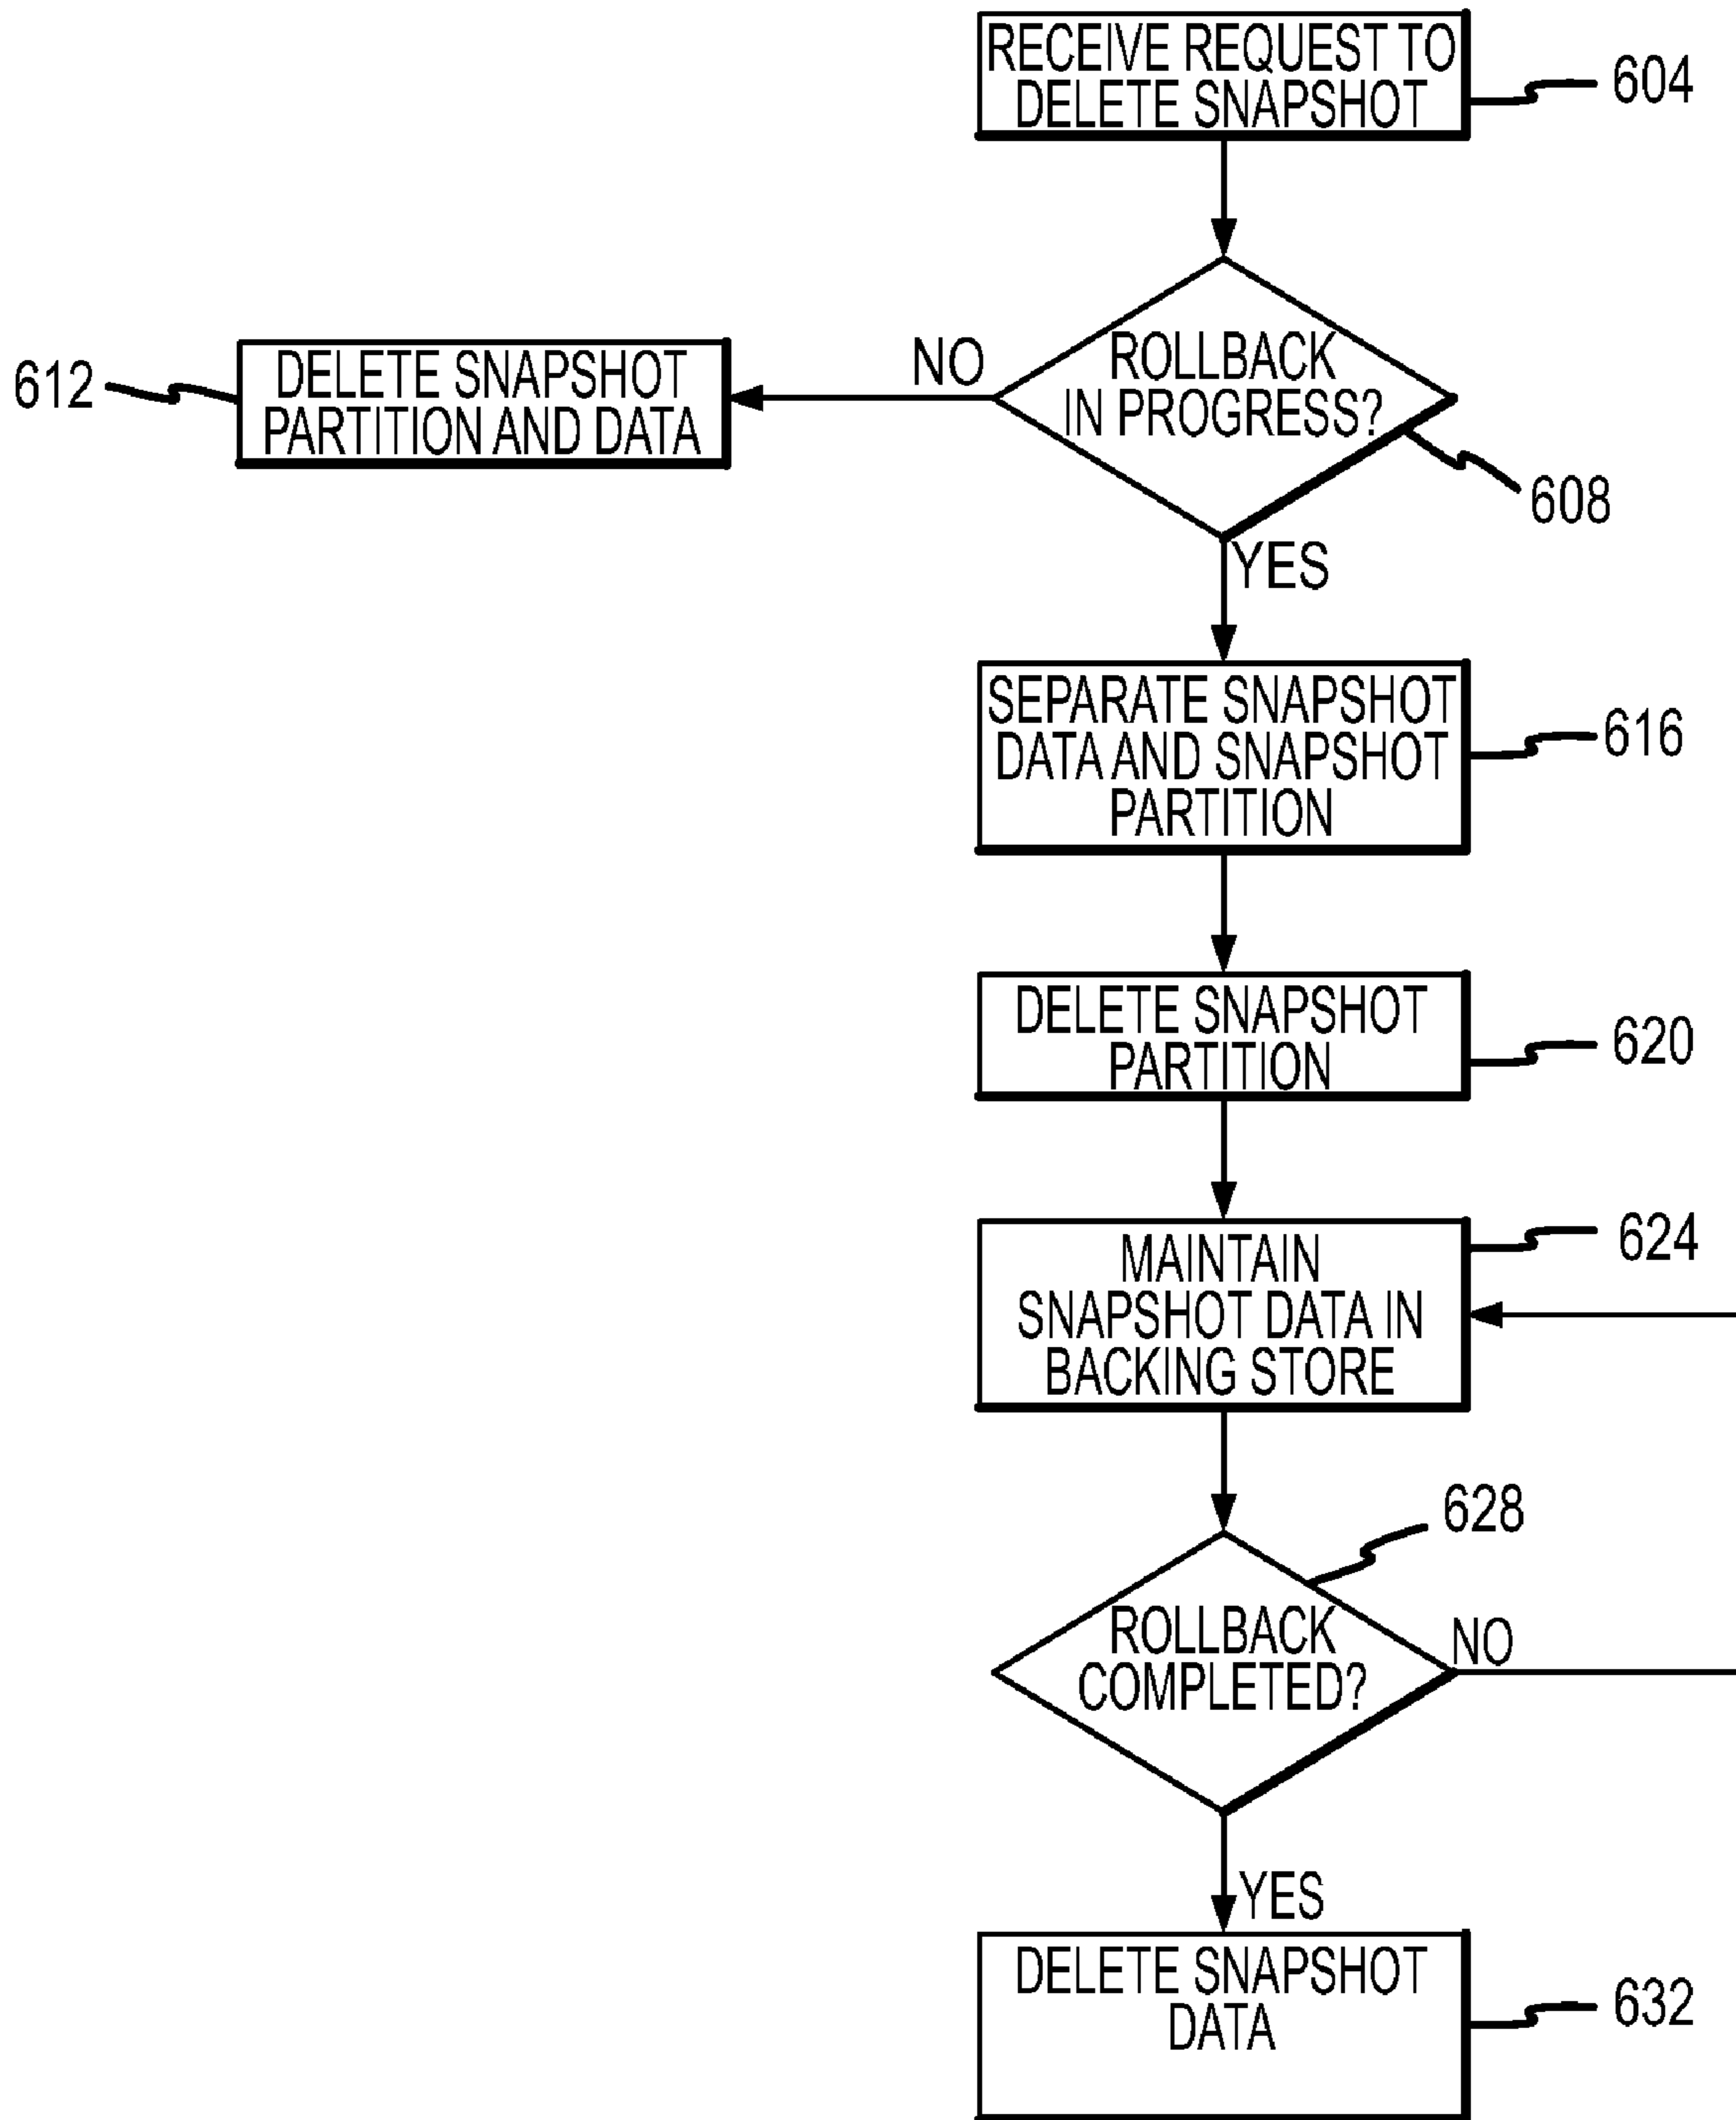 RECEIVE REQUEST TO
DELETE SNAPSHOT
604
ROLLBACK
IN PROGRESS?
608
NO
612
DELETE SNAPSHOT
PARTITION AND DATA
YES
SEPARATE SNAPSHOT
DATA AND SNAPSHOT
PARTITION
616
DELETE SNAPSHOT
PARTITION
620
MAINTAIN
SNAPSHOT DATA IN
BACKING STORE
624
628
ROLLBACK
COMPLETED?
NO
YES
DELETE SNAPSHOT
DATA
632